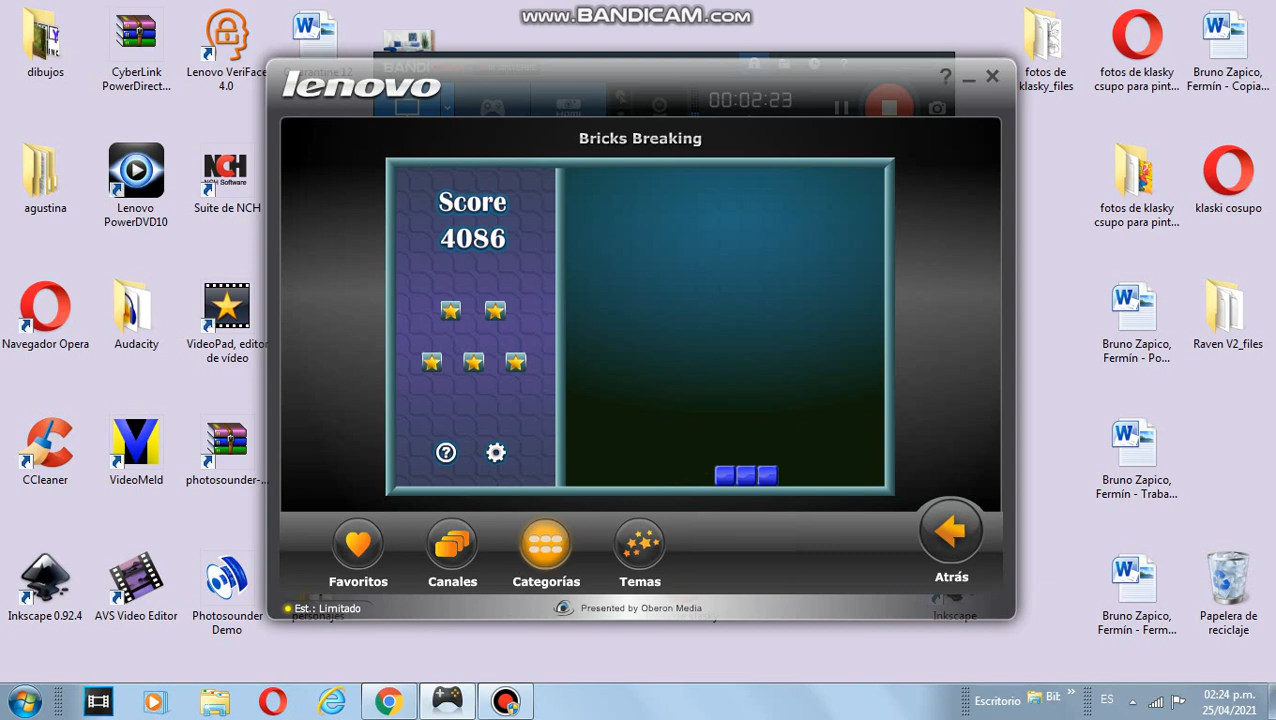 www.BANDICAM.com
dibujos
CyberLink
PowerDirect...
Lenovo VeriFace
4.0
fotos de
klasky_files
fotos de klasky
csupo para pint...
Bruno Zapico,
Fermín - Copia...
agustina
Lenovo
PowerDVD10
NCH
NCH Software
Suite de NCH
fotos de klasky
csupo para pint...
klaski cosupo
Navegador Opera
Audacity
VideoPad, editor
de vídeo
Bruno Zapico,
Fermín - Po...
Raven V2_files
CCleaner
VideoMeld
photosounder-...
Bruno Zapico,
Fermín - Traba...
Inkscape 0.92.4
AVS Video Editor
Photosounder
Demo
Inkscape
Bruno Zapico,
Fermín - Ferm...
Papelera de
reciclaje
lenovo
?
00:02:23
Bricks Breaking
Score
4086
?
Favoritos
Canales
Categorías
Temas
Atrás
Est.: Limitado
Presented by Oberon Media
Escritorio
Bib
»
ES
02:24 p.m.
25/04/2021